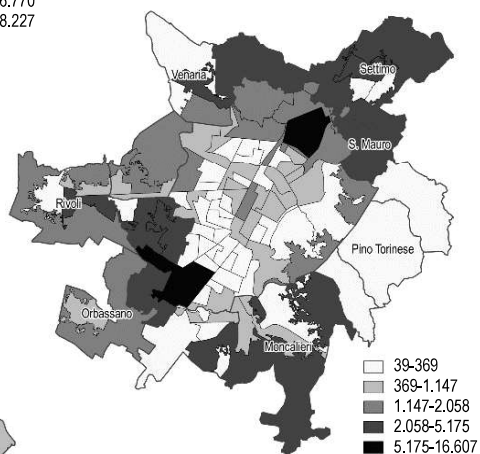 8.227
Venaria
Settimo
S. Mauro
Rivoli
Pino Torinese
Orbassano
Moncalieri
39-369
369-1.147
1.147-2.058
2.058-5.175
5.175-16.607